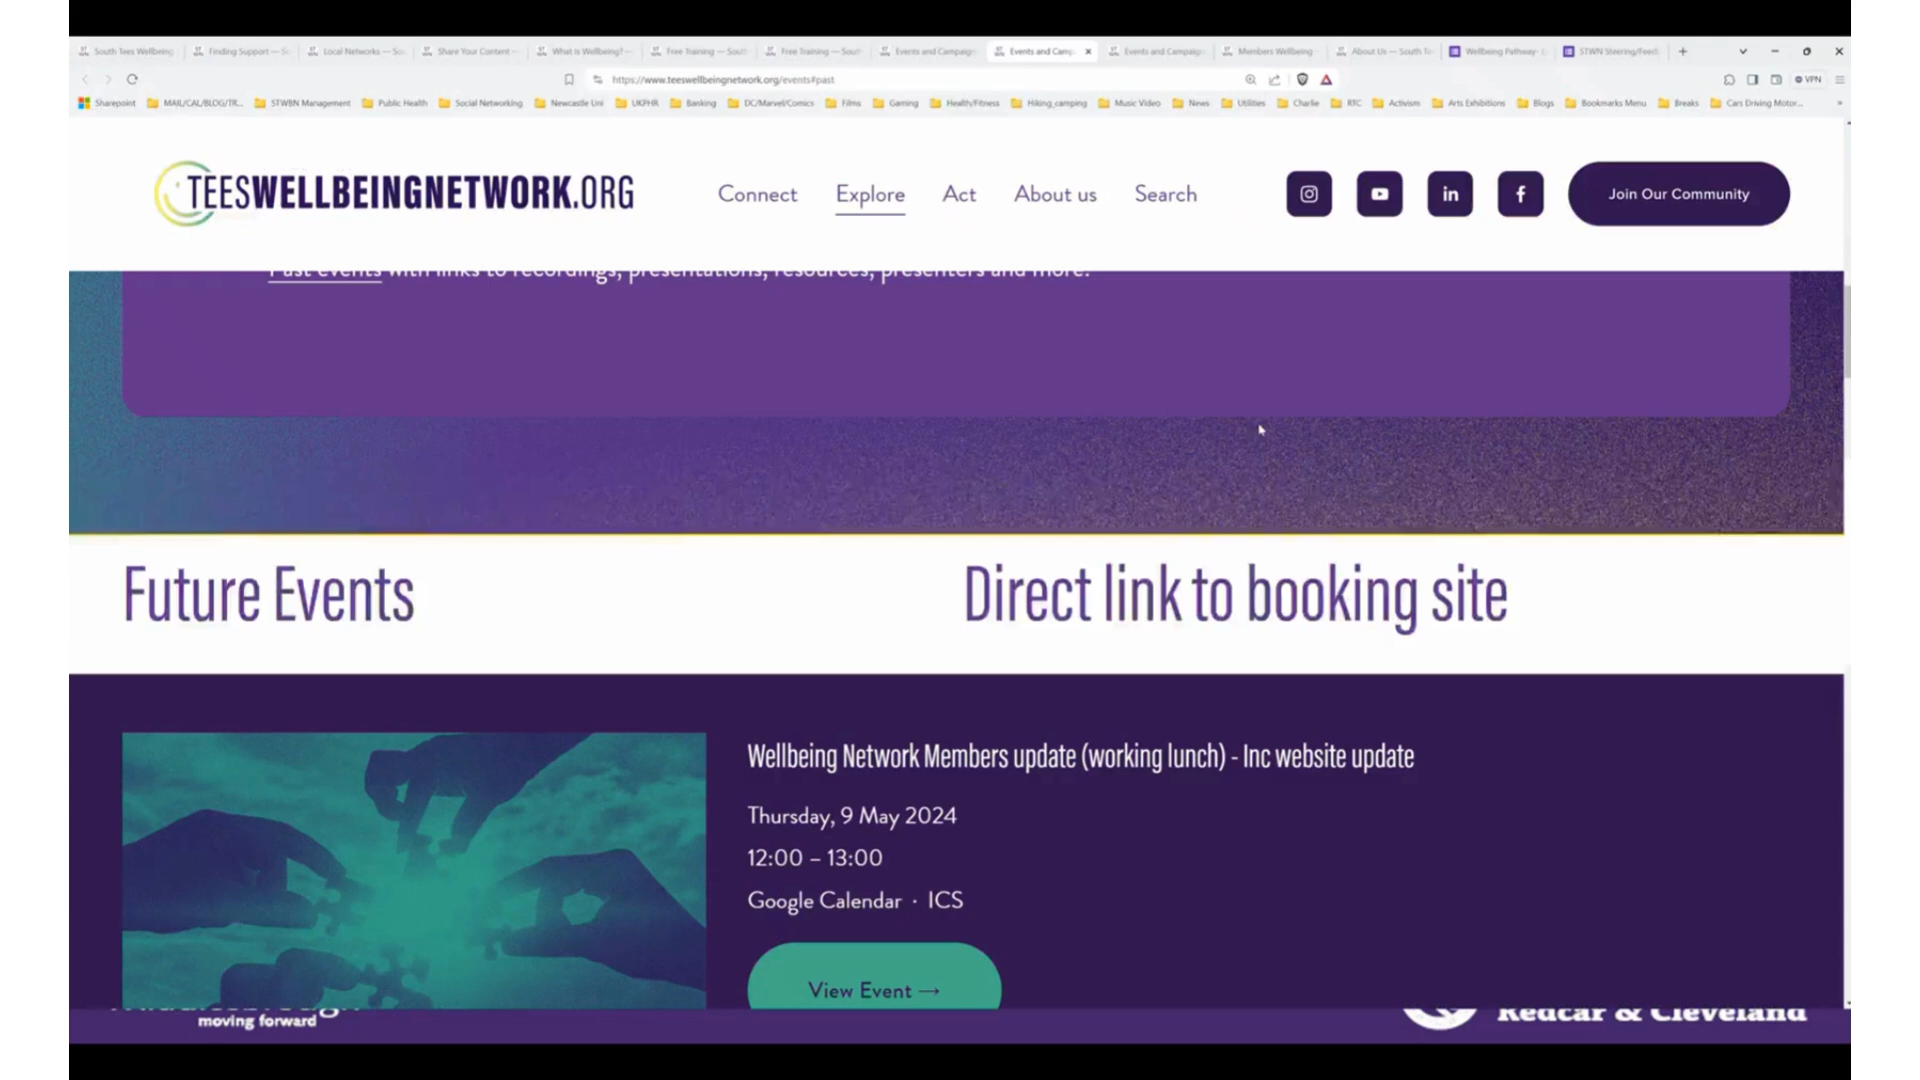 South Tees Wellbeing
Finding Support — So
Local Networks — Sou
Share Your Content —
What is Wellbeing? —
Free Training — South
Free Training — South
Events and Campaign
Events and Camp
Events and Campaign
Members Wellbeing
About Us — South Te
Wellbeing Pathway-
STWN Steering/Feed
https://www.teeswellbeingnetwork.org/events#past
VPN
Sharepoint
MAIL/CAL/BLOG/TR...
STWBN Management
Public Health
Social Networking
Newcastle Uni
UKPHR
Banking
DC/Marvel/Comics
Films
Gaming
Health/Fitness
Hiking_camping
Music Video
News
Utilities
Charlie
RTC
Activism
Arts Exhibitions
Blogs
Bookmarks Menu
Breaks
Cars Driving Motor...
TEESWELLBEINGNETWORK.ORG
Connect
Explore
Act
About us
Search
Join Our Community
Past events with links to recordings, presentations, resources, presenters and more.
Future Events
Direct link to booking site
Wellbeing Network Members update (working lunch) - Inc website update
Thursday, 9 May 2024
12:00 – 13:00
Google Calendar · ICS
View Event →
moving forward
Redcar & Cleveland